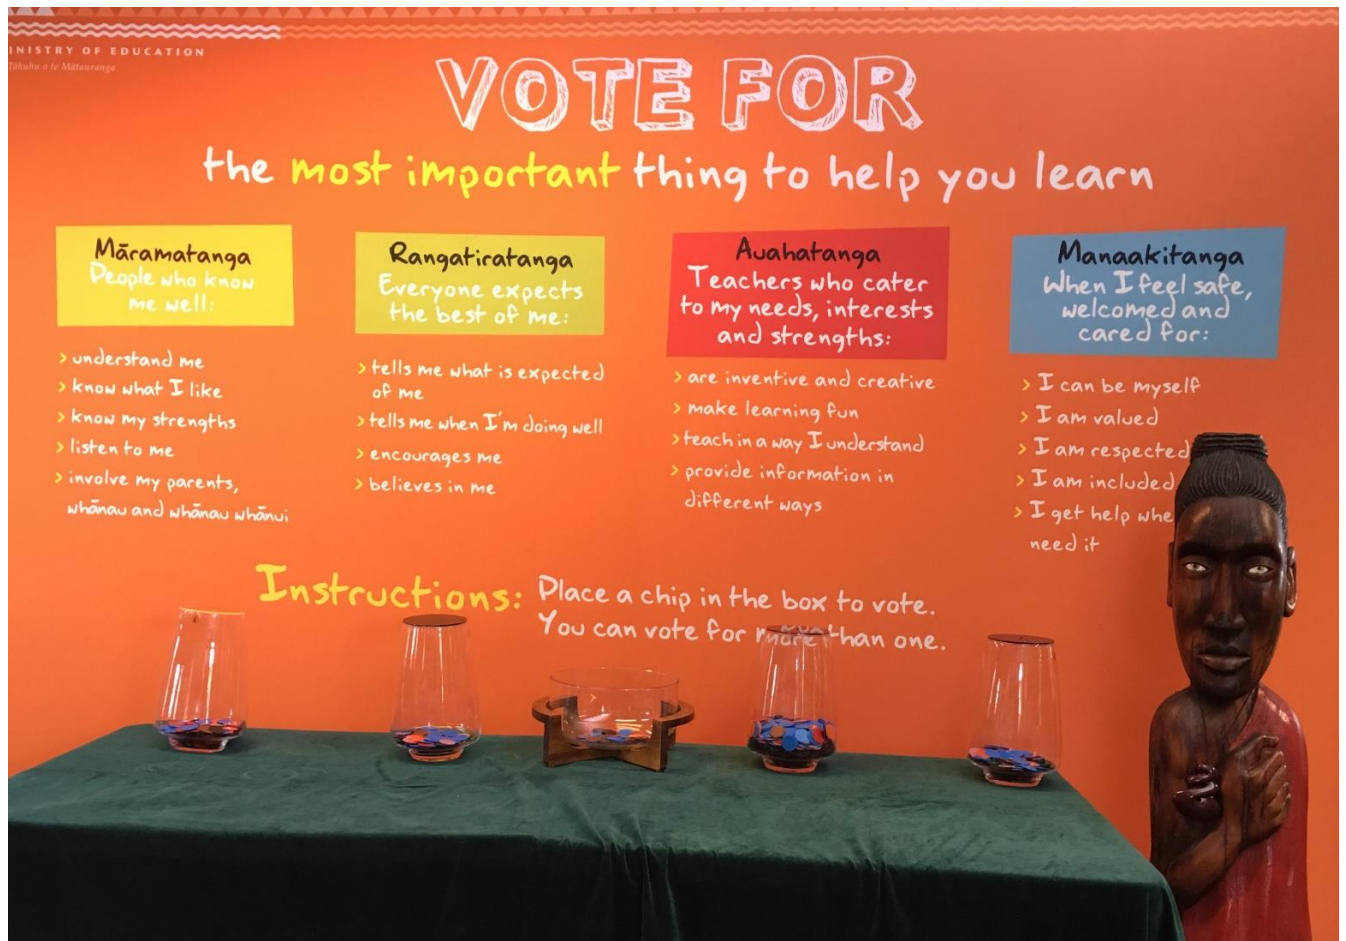 INISTRY OF EDUCATION
Tāhuhu o te Mātauranga
VOTE FOR
the most important thing to help you learn
Māramatanga
People who know
me well:
> understand me
> know what I like
> know my strengths
> listen to me
> involve my parents,
whānau and whānau whānui
Rangatiratanga
Everyone expects
the best of me:
> tells me what is expected
of me
> tells me when I'm doing well
> encourages me
> believes in me
Auahatanga
Teachers who cater
to my needs, interests
and strengths:
> are inventive and creative
> make learning fun
> teach in a way I understand
> provide information in
different ways
Manaakitanga
When I feel safe,
welcomed and
cared for:
> I can be myself
> I am valued
> I am respected
> I am included
> I get help whe
need it
Instructions: Place a chip in the box to vote.
You can vote for more than one.